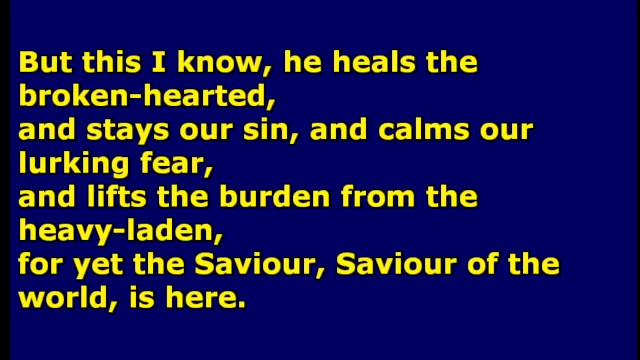 But this I know, he heals the
broken-hearted,
and stays our sin, and calms our
lurking fear,
and lifts the burden from the
heavy-laden,
for yet the Saviour, Saviour of the
world, is here.